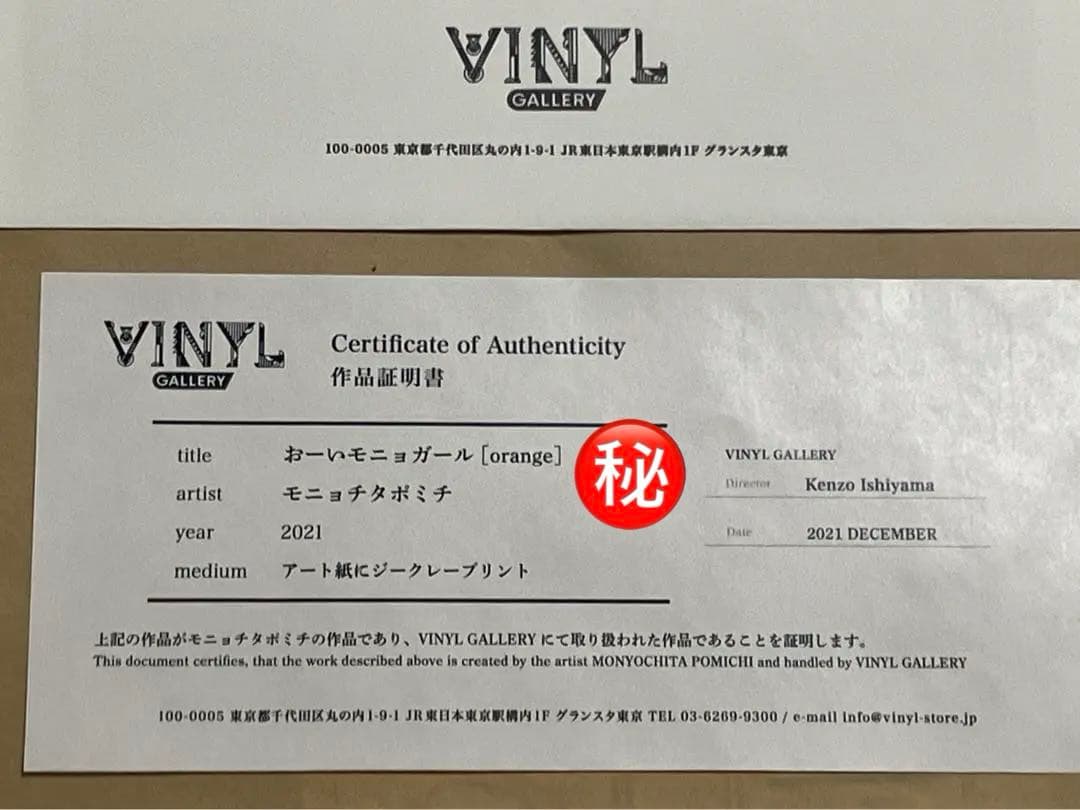 VINYL
GALLERY
100-0005 東京都千代田区丸の内1-9-1 JR東日本東京駅構内1F グランスタ東京
VINYL
GALLERY
Certificate of Authenticity
作品証明書
title おーいモニョガール [orange]
artist モニョチタポミチ
year 2021
medium アート紙にジークレープリント
㊙
VINYL GALLERY
Director Kenzo Ishiyama
Date 2021 DECEMBER
上記の作品がモニョチタポミチの作品であり、VINYL GALLERYにて取り扱われた作品であることを証明します。
This document certifies, that the work described above is created by the artist MONYOCHITA POMICHI and handled by VINYL GALLERY
100-0005 東京都千代田区丸の内1-9-1 JR東日本東京駅構内1F グランスタ東京 TEL 03-6269-9300 / e-mail info@vinyl-store.jp